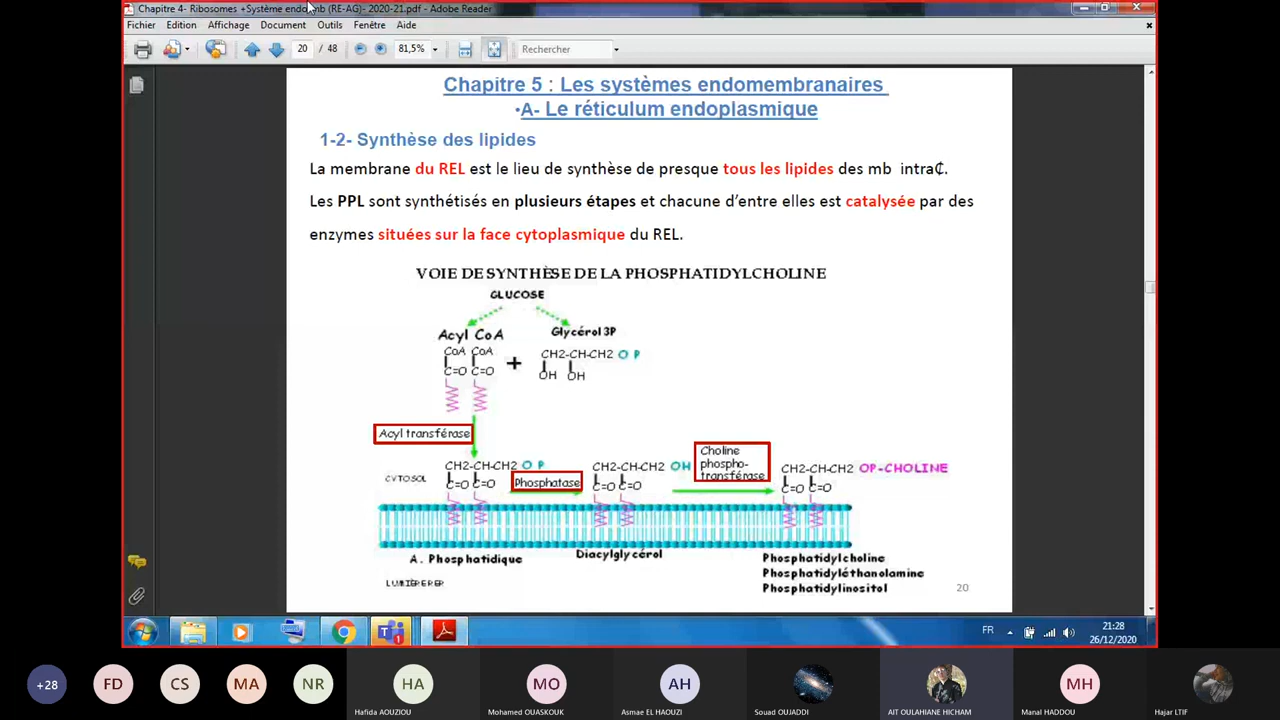 Chapitre 4- Ribosomes +Système endomb (RE-AG)- 2020-21.pdf - Adobe Reader
Fichier Edition Affichage Document Outils Fenêtre Aide
20 / 48 81,5% Rechercher
Chapitre 5 : Les systèmes endomembranaires
•A- Le réticulum endoplasmique
1-2- Synthèse des lipides
La membrane du REL est le lieu de synthèse de presque tous les lipides des mb intra₵.
Les PPL sont synthétisés en plusieurs étapes et chacune d'entre elles est catalysée par des
enzymes situées sur la face cytoplasmique du REL.
VOIE DE SYNTHÈSE DE LA PHOSPHATIDYLCHOLINE
GLUCOSE
Acyl CoA Glycérol 3P
CoA CoA CH2-CH-CH2 O P
C=O C=O + OH OH
Acyl transférase
Choline
phospho-
transférase
CH2-CH-CH2 O P CH2-CH-CH2 OH CH2-CH-CH2 OP-CHOLINE
CYTOSOL C=O C=O Phosphatase C=O C=O C=O C=O
A. Phosphatidique Diacylglycérol Phosphatidylcholine
Phosphatidyléthanolamine
LUMIÈRE RER Phosphatidylinositol
20
FR 21:28
26/12/2020
+28 FD CS MA NR HA MO AH MH
Hafida AOUZIOU Mohamed OUASKOUK Asmae EL HAOUZI Souad OUJADDI AIT OULAHIANE HICHAM Manal HADDOU Hajar LTIF